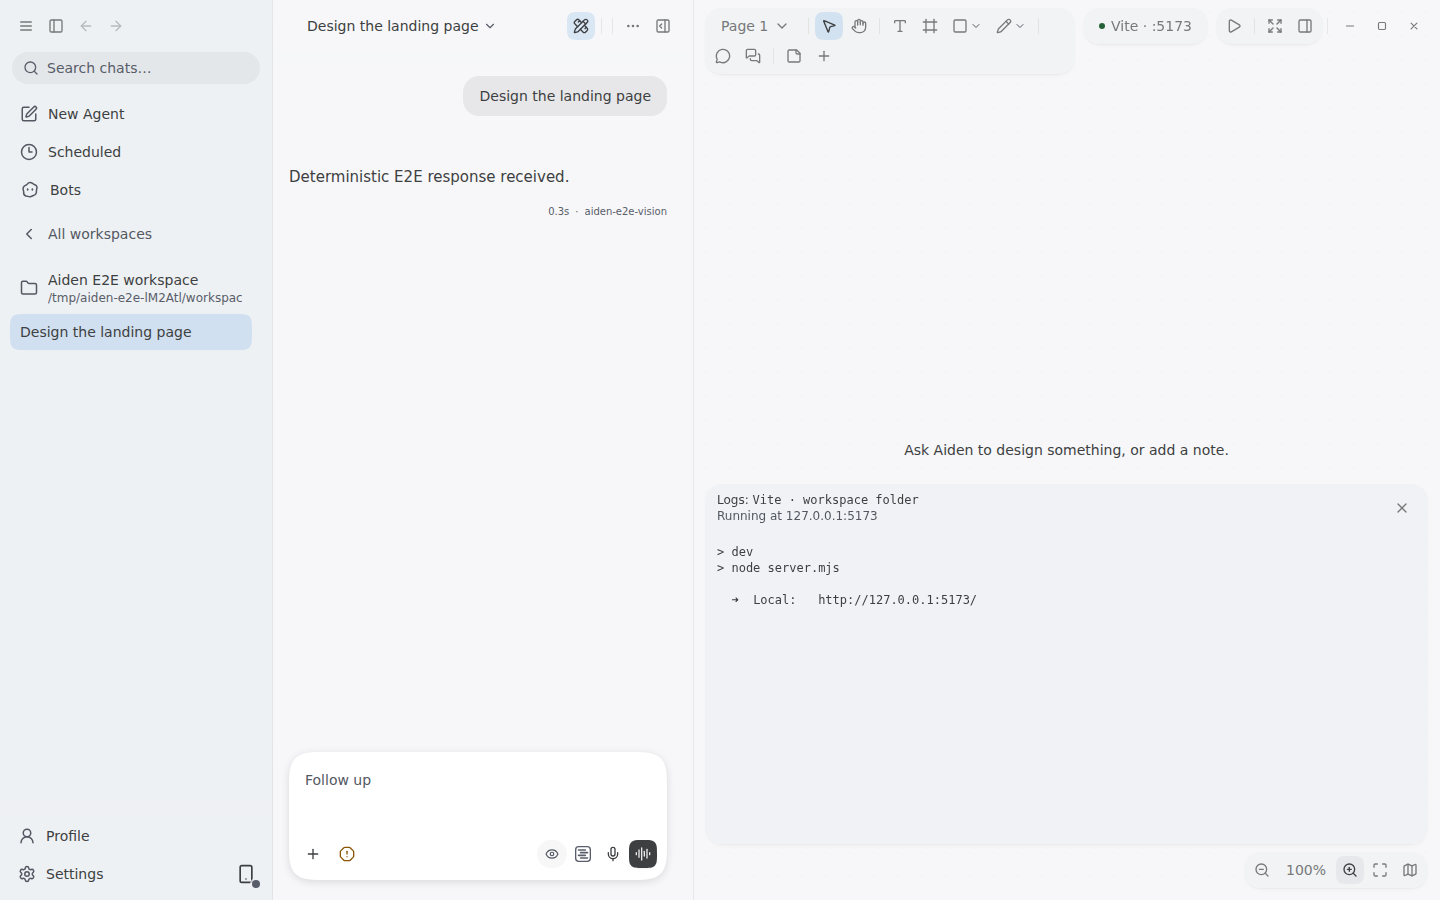 Search chats…
New Agent
Scheduled
Bots
All workspaces
Aiden E2E workspace
/tmp/aiden-e2e-lM2Atl/workspac
Design the landing page
Profile
Settings
Design the landing page
Design the landing page
Deterministic E2E response received.
0.3s · aiden-e2e-vision
Follow up
Page 1
Vite · :5173
Ask Aiden to design something, or add a note.
Logs: Vite · workspace folder
Running at 127.0.0.1:5173
> dev
> node server.mjs
➜ Local: http://127.0.0.1:5173/
100%